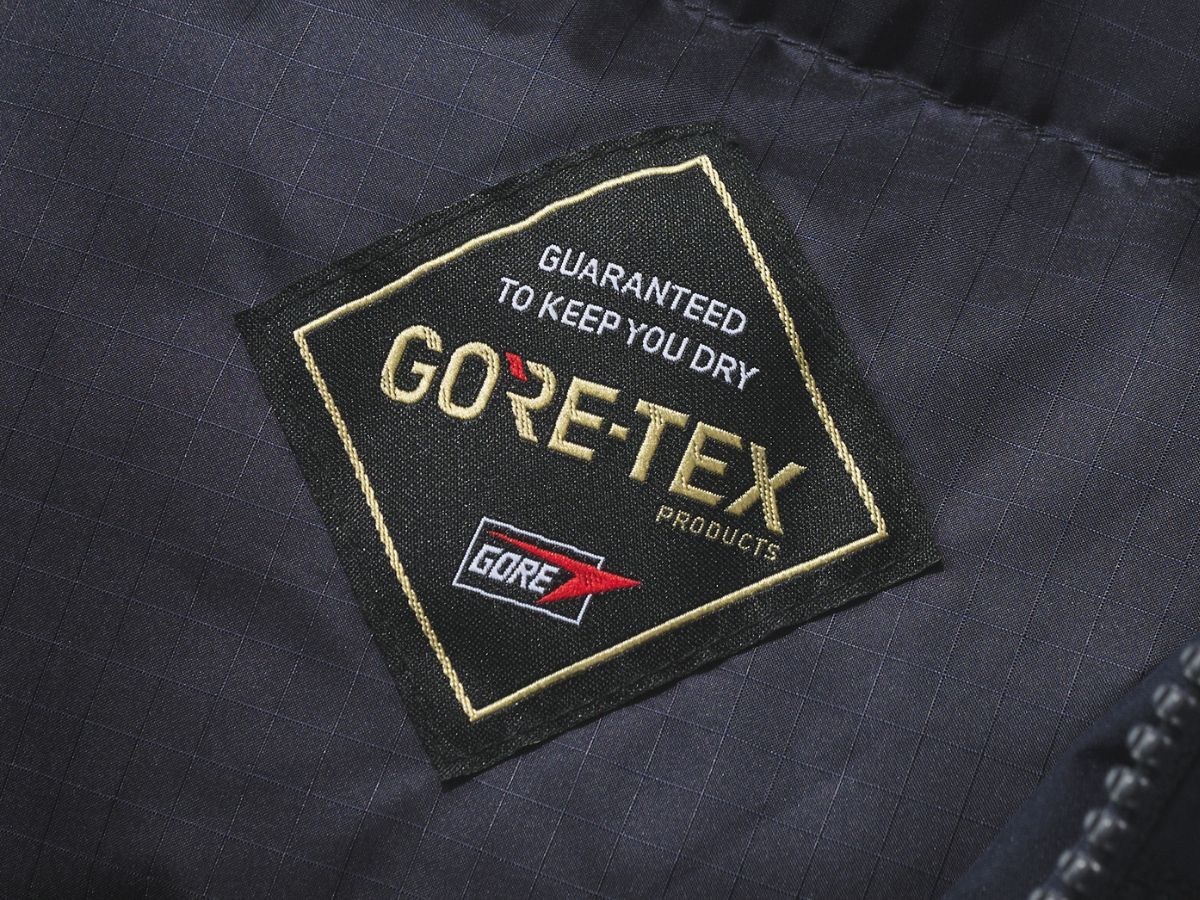 GUARANTEED
TO KEEP YOU DRY
GORE-TEX
PRODUCTS
GORE